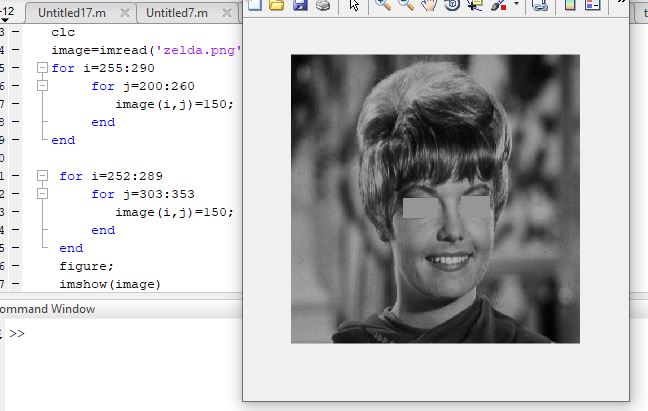 -12
Untitled17.m × Untitled7.m ×
3 – clc
4 – image=imread('zelda.png'
5 – for i=255:290
6 – for j=200:260
7 – image(i,j)=150;
8 – end
9 – end
0
1 – for i=252:289
2 – for j=303:353
3 – image(i,j)=150;
4 – end
5 – end
6 – figure;
7 – imshow(image)
ommand Window
>>